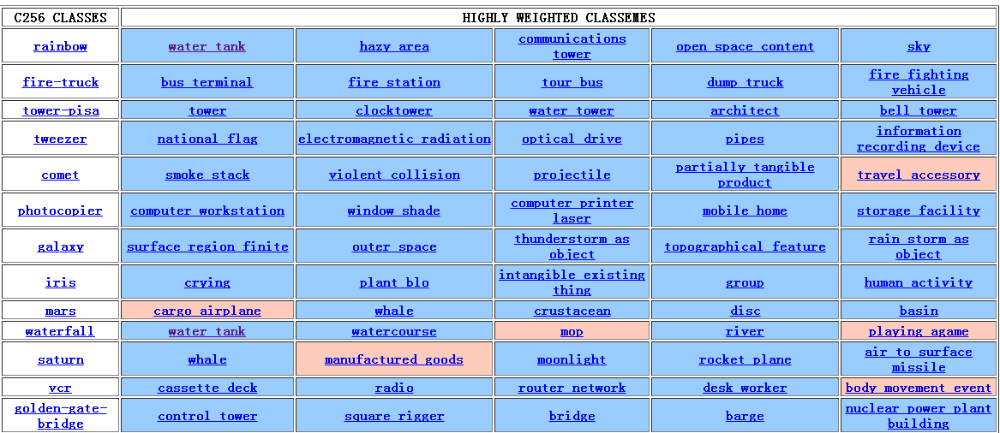 C256 CLASSES HIGHLY WEIGHTED CLASSEMES
rainbow water tank hazy area communications tower open space content sky
fire-truck bus terminal fire station tour bus dump truck fire fighting vehicle
tower-pisa tower clocktower water tower architect bell tower
tweezer national flag electromagnetic radiation optical drive pipes information recording device
comet smoke stack violent collision projectile partially tangible product travel accessory
photocopier computer workstation window shade computer printer laser mobile home storage facility
galaxy surface region finite outer space thunderstorm as object topographical feature rain storm as object
iris crying plant blo intangible existing thing group human activity
mars cargo airplane whale crustacean disc basin
waterfall water tank watercourse mop river playing agame
saturn whale manufactured goods moonlight rocket plane air to surface missile
vcr cassette deck radio router network desk worker body movement event
golden-gate-bridge control tower square rigger bridge barge nuclear power plant building